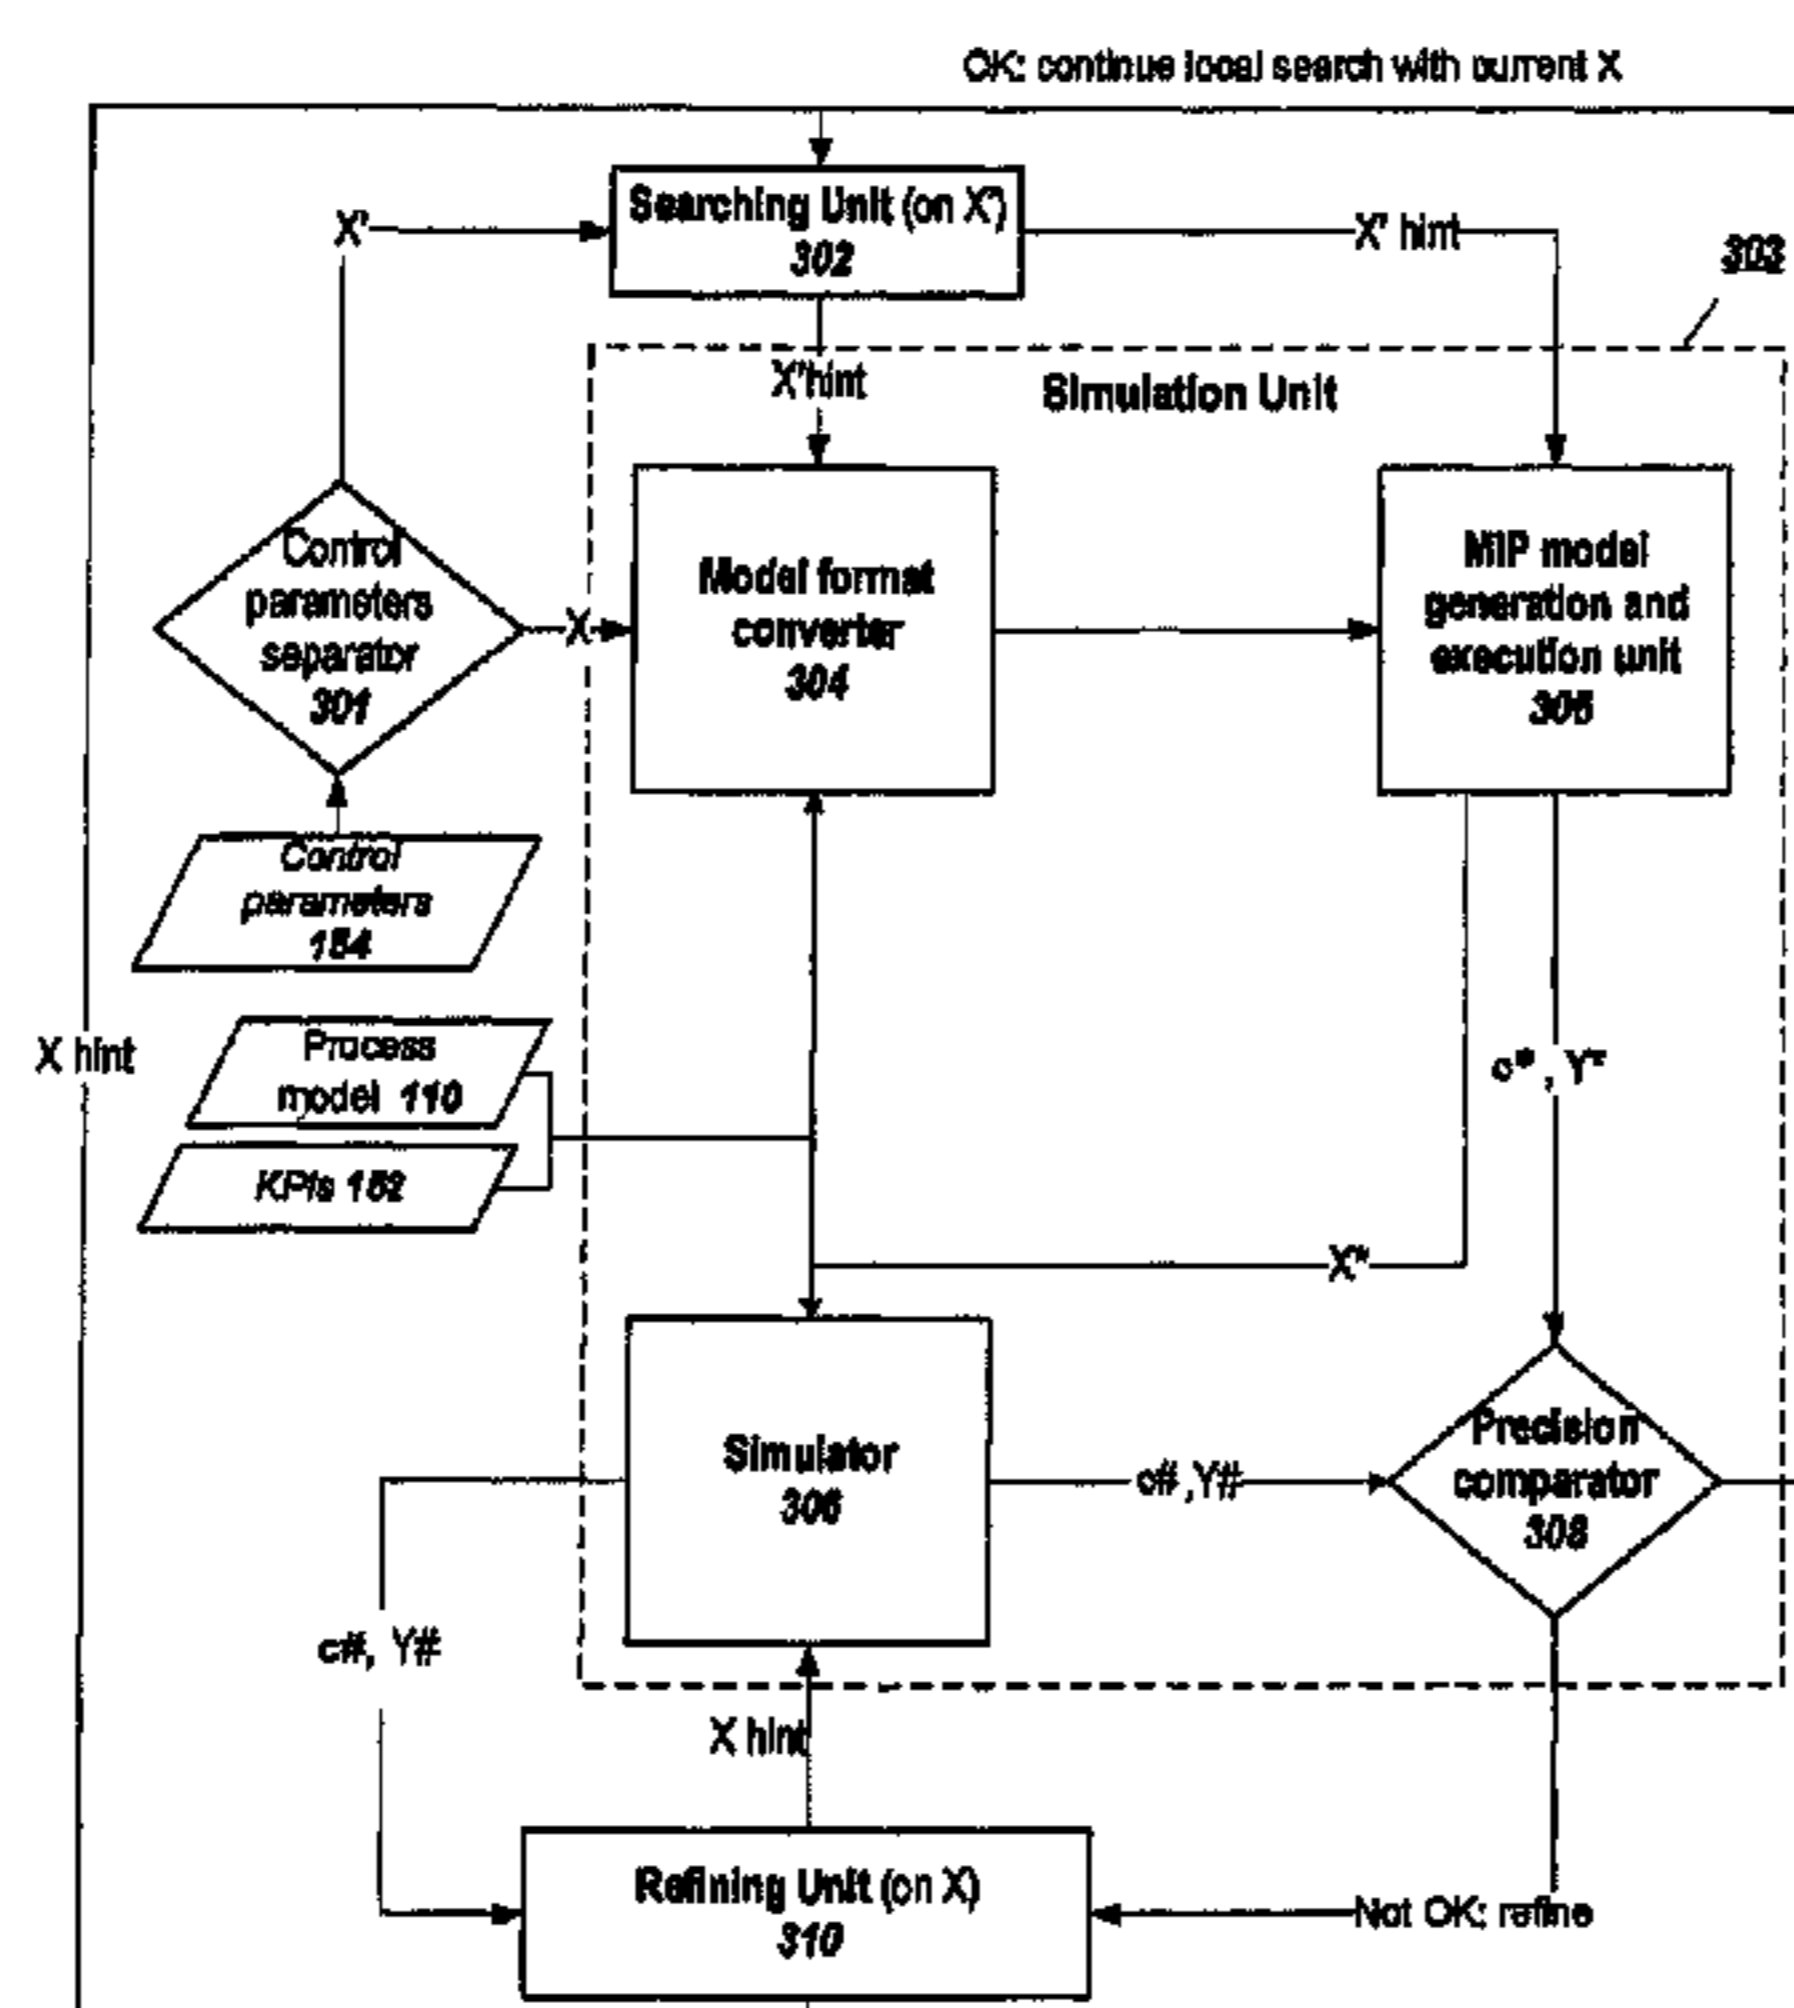 OK: continue local search with current X
Searching Unit (on X')
302
X'
X' hint
303
X'hint
Simulation Unit
Control
parameters
separator
301
X
Model format
converter
304
MIP model
generation and
execution unit
305
Control
parameters
154
Process
model 110
KPIs 152
X hint
c* , Y*
X*
Simulator
306
c# ,Y#
Precision
comparator
308
c#, Y#
X hint
Refining Unit (on X)
310
Not OK: refine